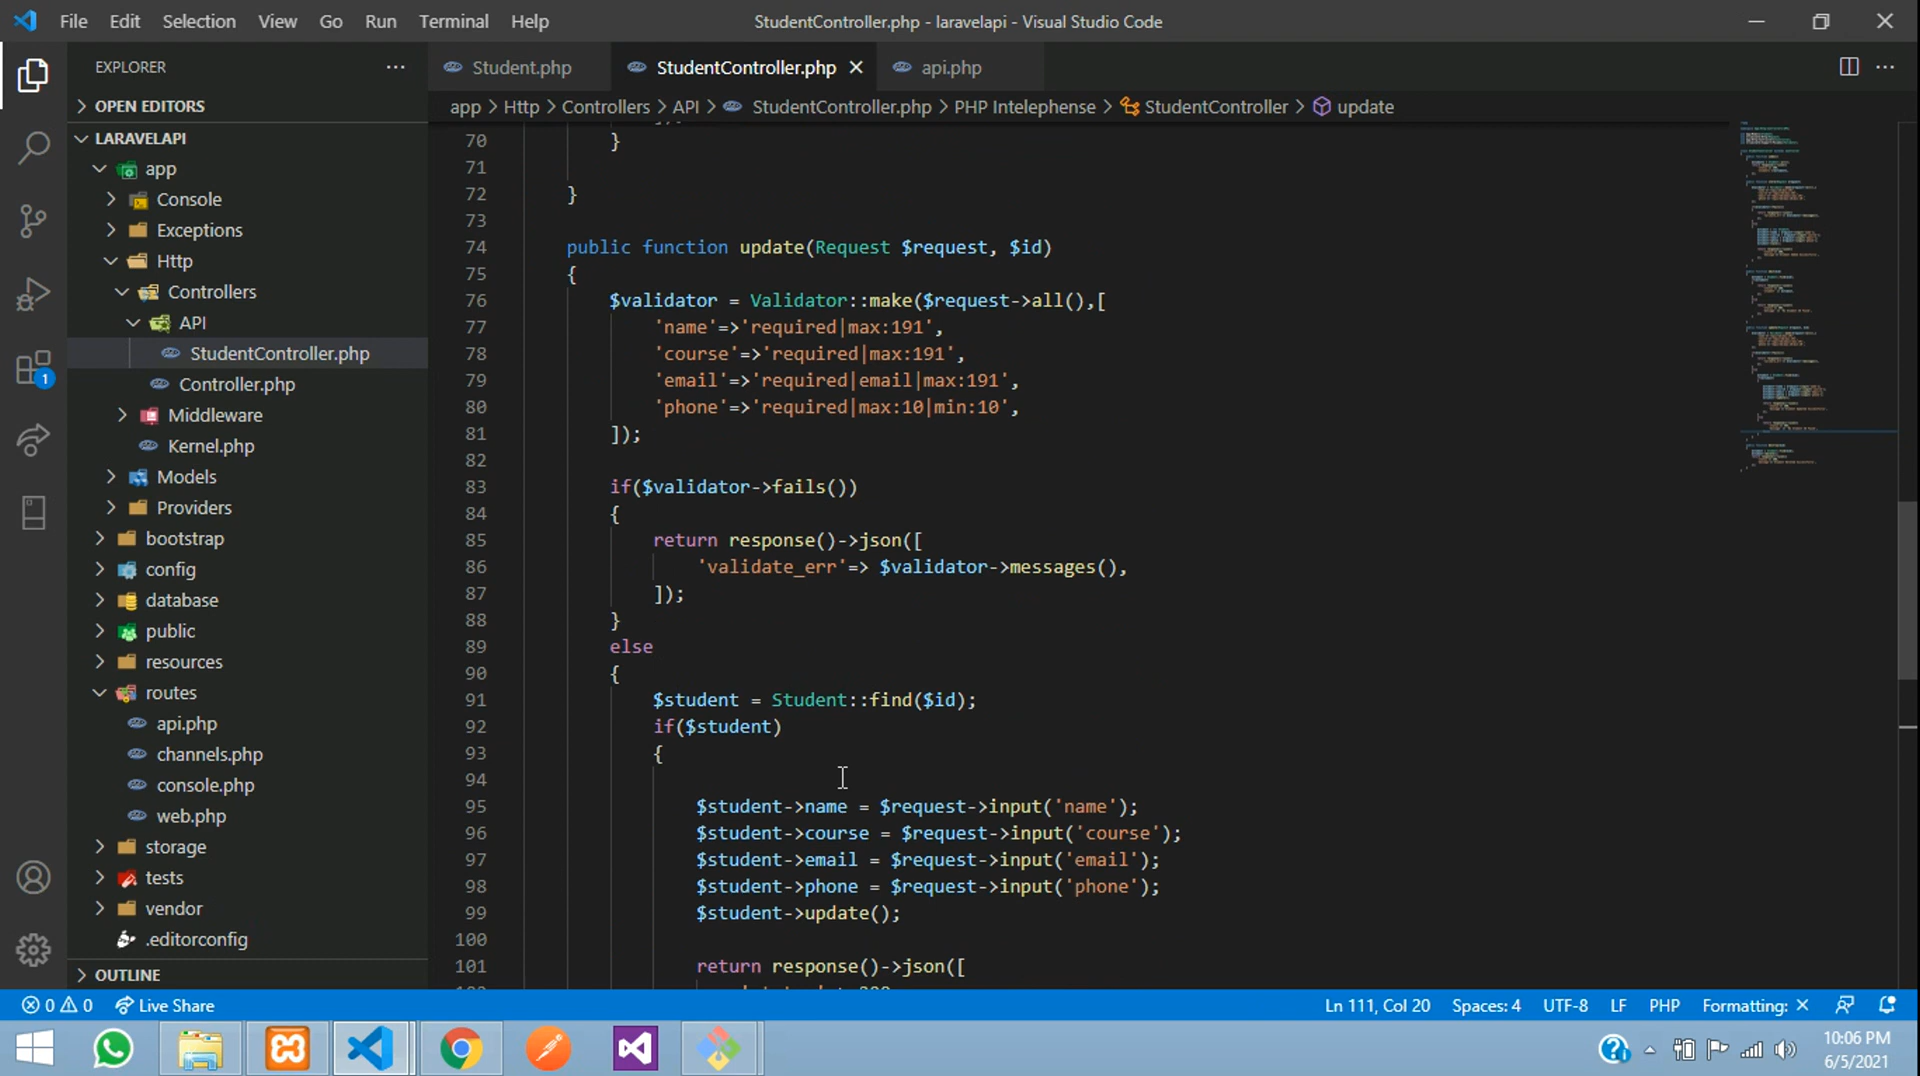 File Edit Selection View Go Run Terminal Help
StudentController.php - laravelapi - Visual Studio Code
EXPLORER
OPEN EDITORS
LARAVELAPI
app
Console
Exceptions
Http
Controllers
API
StudentController.php
Controller.php
Middleware
Kernel.php
Models
Providers
bootstrap
config
database
public
resources
routes
api.php
channels.php
console.php
web.php
storage
tests
vendor
.editorconfig
OUTLINE
1
Student.php StudentController.php api.php
app > Http > Controllers > API > StudentController.php > PHP Intelephense > StudentController > update
70 }
71
72 }
73
74 public function update(Request $request, $id)
75 {
76 $validator = Validator::make($request->all(),[
77 'name'=>'required|max:191',
78 'course'=>'required|max:191',
79 'email'=>'required|email|max:191',
80 'phone'=>'required|max:10|min:10',
81 ]);
82
83 if($validator->fails())
84 {
85 return response()->json([
86 'validate_err'=> $validator->messages(),
87 ]);
88 }
89 else
90 {
91 $student = Student::find($id);
92 if($student)
93 {
94
95 $student->name = $request->input('name');
96 $student->course = $request->input('course');
97 $student->email = $request->input('email');
98 $student->phone = $request->input('phone');
99 $student->update();
100
101 return response()->json([
0 0 Live Share Ln 111, Col 20 Spaces: 4 UTF-8 LF PHP Formatting: ×
10:06 PM
6/5/2021